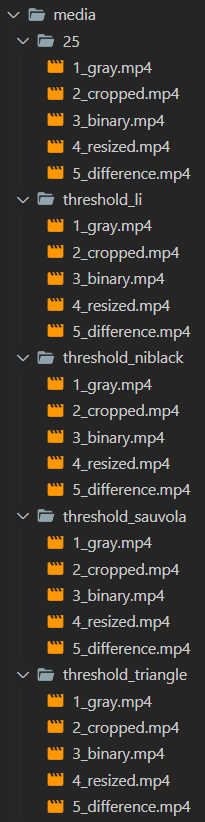 media
25
1_gray.mp4
2_cropped.mp4
3_binary.mp4
4_resized.mp4
5_difference.mp4
threshold_li
1_gray.mp4
2_cropped.mp4
3_binary.mp4
4_resized.mp4
5_difference.mp4
threshold_niblack
1_gray.mp4
2_cropped.mp4
3_binary.mp4
4_resized.mp4
5_difference.mp4
threshold_sauvola
1_gray.mp4
2_cropped.mp4
3_binary.mp4
4_resized.mp4
5_difference.mp4
threshold_triangle
1_gray.mp4
2_cropped.mp4
3_binary.mp4
4_resized.mp4
5_difference.mp4